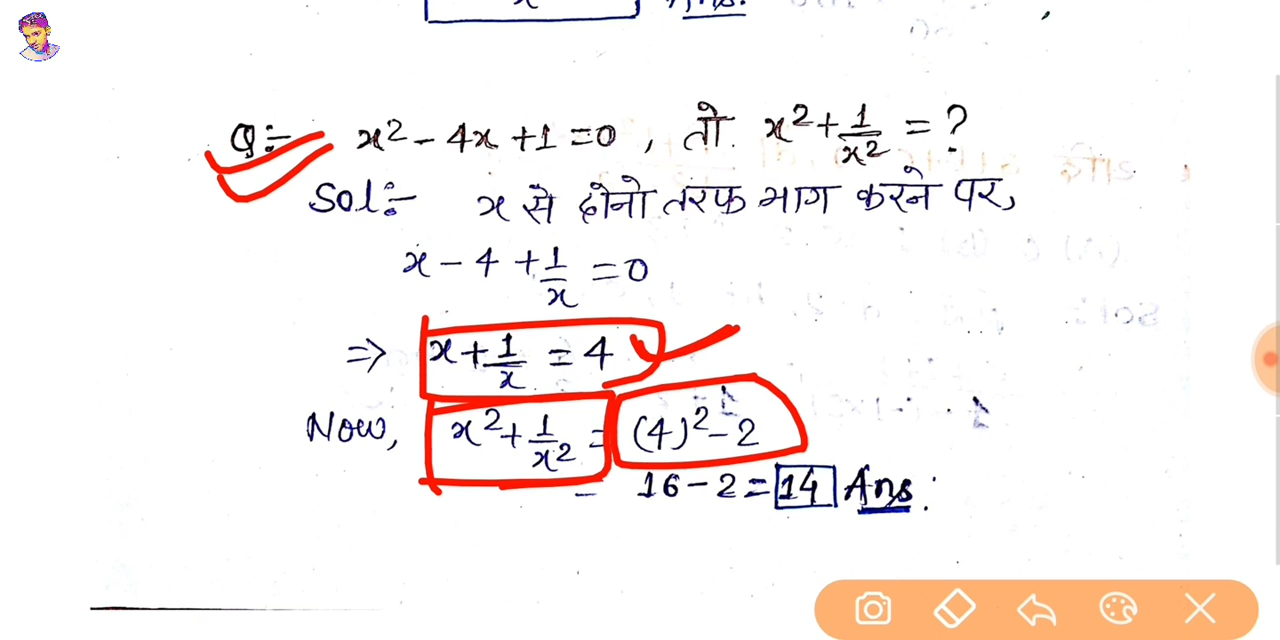 Ans.
Q:- x² - 4x + 1 = 0, तो x² + 1/x² = ?
Sol:- x से दोनो तरफ भाग करने पर,
x - 4 + 1/x = 0
=> x + 1/x = 4
Now, x² + 1/x² = (4)² - 2
= 16 - 2 = 14 Ans: